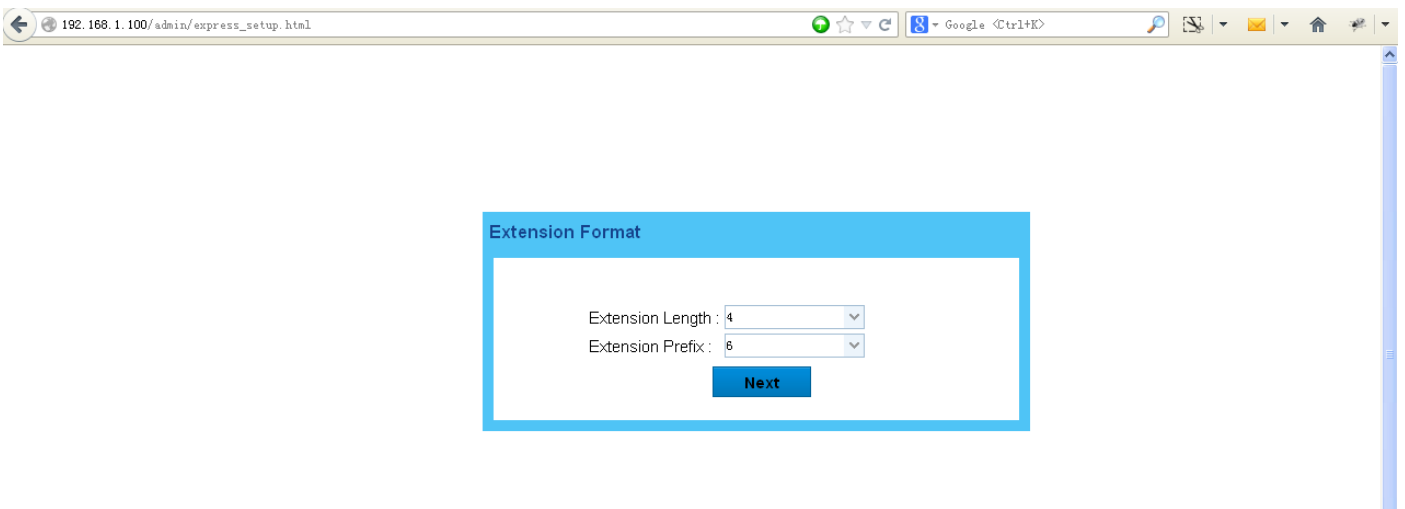 192.168.1.100/admin/express_setup.html
Google <Ctrl+K>
Extension Format
Extension Length : 4
Extension Prefix : 6
Next